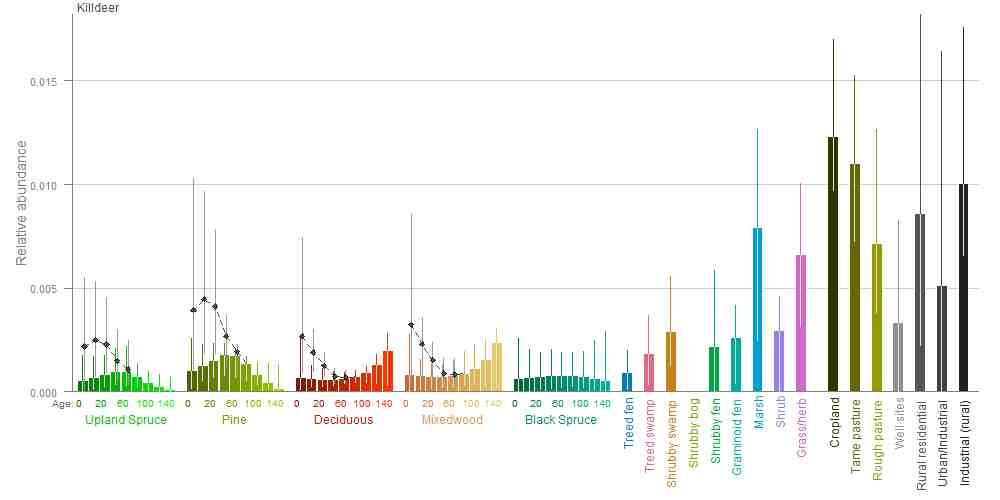 Killdeer
Relative abundance
0.015
0.010
0.005
0.000
Age: 0 20 60 100 140 0 20 60 100 140 0 20 60 100 140 0 20 60 100 140 0 20 60 100 140
Upland Spruce Pine Deciduous Mixedwood Black Spruce
Treed fen
Treed swamp
Shrubby swamp
Shrubby bog
Shrubby fen
Graminoid fen
Marsh
Shrub
Grass/herb
Cropland
Tame pasture
Rough pasture
Well sites
Rural residential
Urban/Industrial
Industrial (rural)